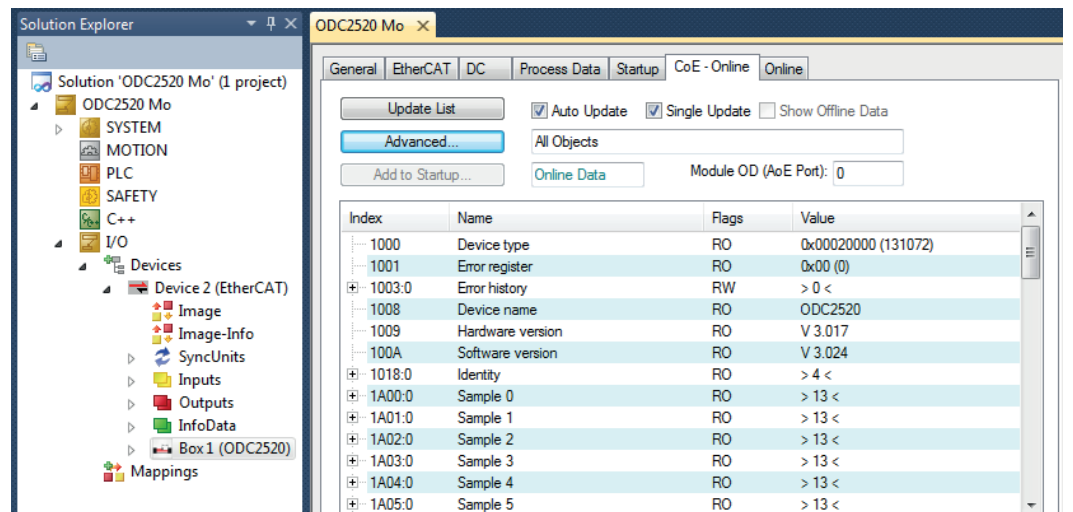 Solution Explorer
Solution 'ODC2520 Mo' (1 project)
ODC2520 Mo
SYSTEM
MOTION
PLC
SAFETY
C++
I/O
Devices
Device 2 (EtherCAT)
Image
Image-Info
SyncUnits
Inputs
Outputs
InfoData
Box 1 (ODC2520)
Mappings
ODC2520 Mo
General EtherCAT DC Process Data Startup CoE - Online Online
Update List Auto Update Single Update Show Offline Data
Advanced... All Objects
Add to Startup... Online Data Module OD (AoE Port): 0
Index Name Flags Value
1000 Device type RO 0x00020000 (131072)
1001 Error register RO 0x00 (0)
1003:0 Error history RW > 0 <
1008 Device name RO ODC2520
1009 Hardware version RO V 3.017
100A Software version RO V 3.024
1018:0 Identity RO > 4 <
1A00:0 Sample 0 RO > 13 <
1A01:0 Sample 1 RO > 13 <
1A02:0 Sample 2 RO > 13 <
1A03:0 Sample 3 RO > 13 <
1A04:0 Sample 4 RO > 13 <
1A05:0 Sample 5 RO > 13 <